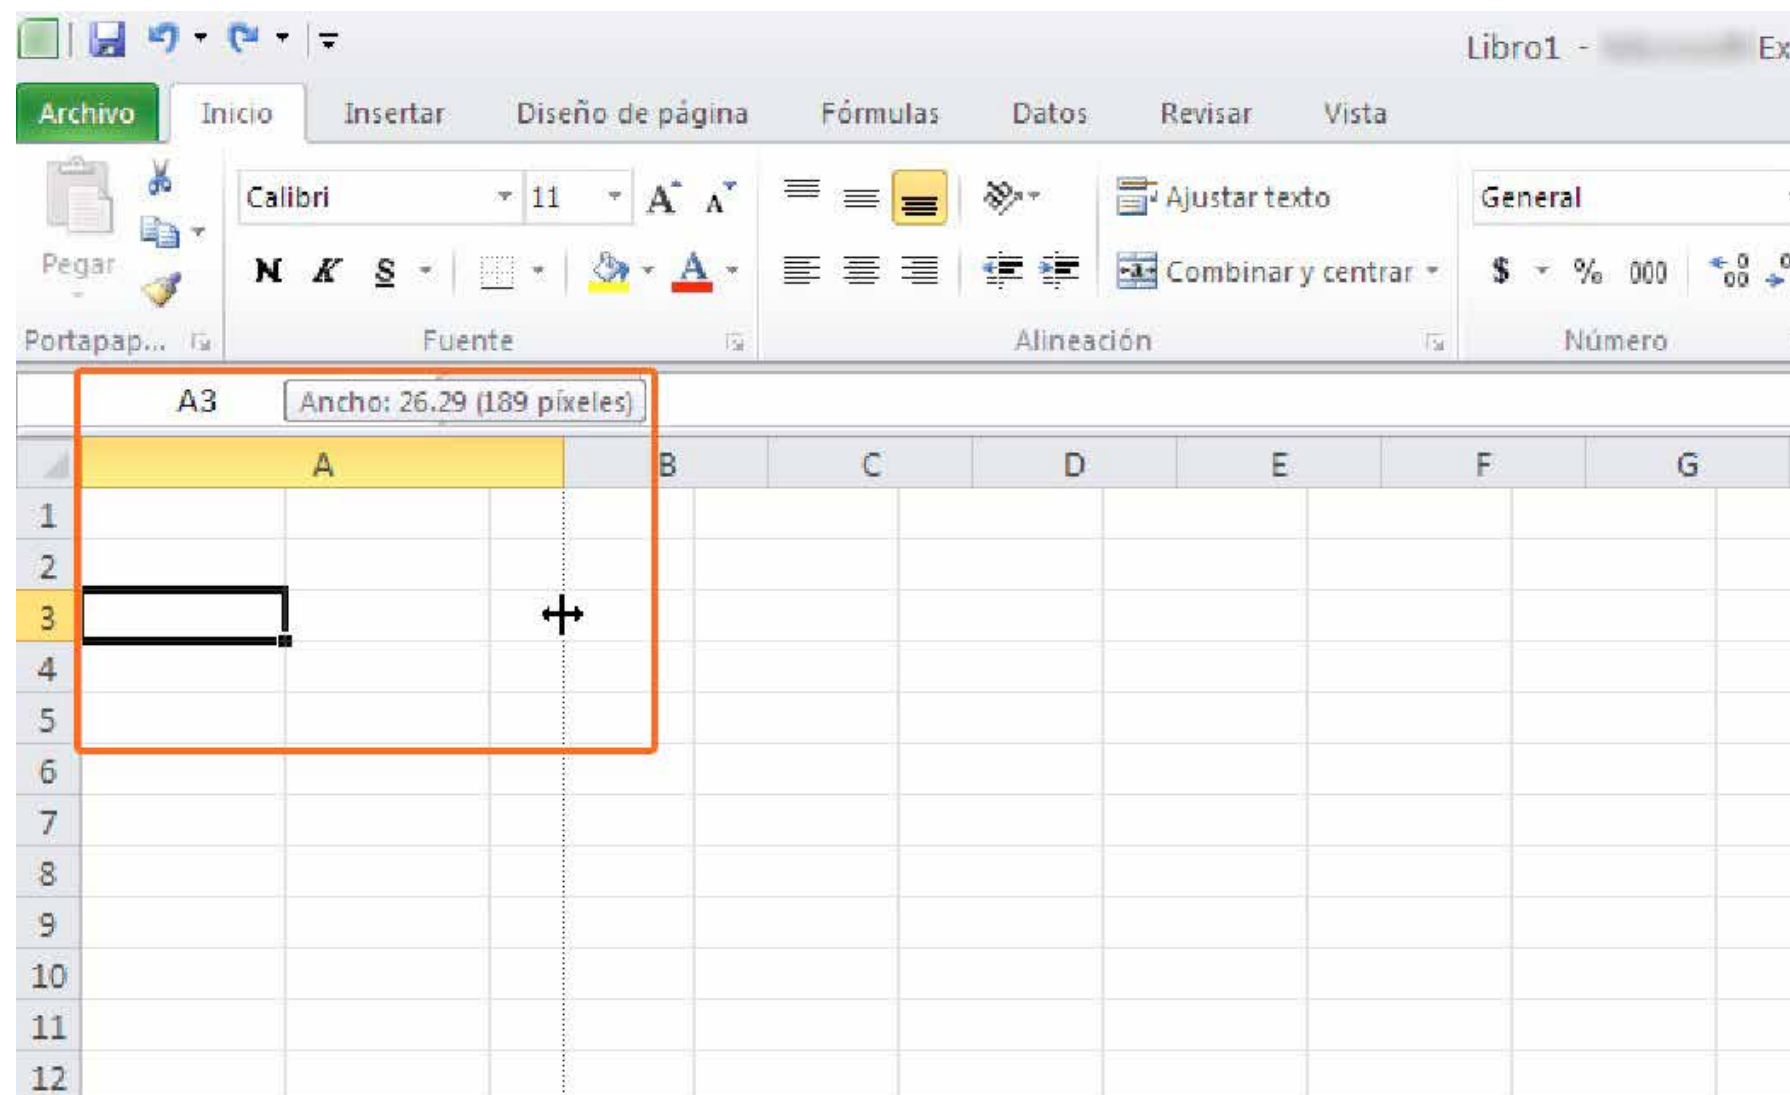 Libro1 - Ex
Archivo Inicio Insertar Diseño de página Fórmulas Datos Revisar Vista
Calibri 11 A A Ajustar texto General
Pegar N K S A Combinar y centrar $ % 000
Portapap... Fuente Alineación Número
A3 Ancho: 26.29 (189 píxeles)
A B C D E F G
1
2
3
4
5
6
7
8
9
10
11
12